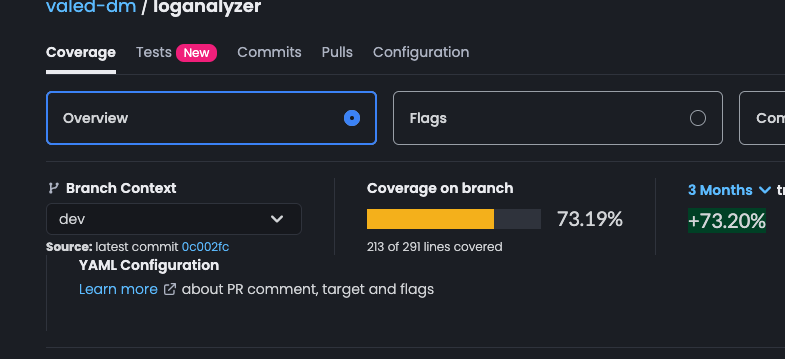 valed-dm / loganalyzer
Coverage Tests New Commits Pulls Configuration
Overview
Flags
Com
Branch Context
dev
Source: latest commit 0c002fc
Coverage on branch
73.19%
213 of 291 lines covered
3 Months tr
+73.20%
YAML Configuration
Learn more about PR comment, target and flags